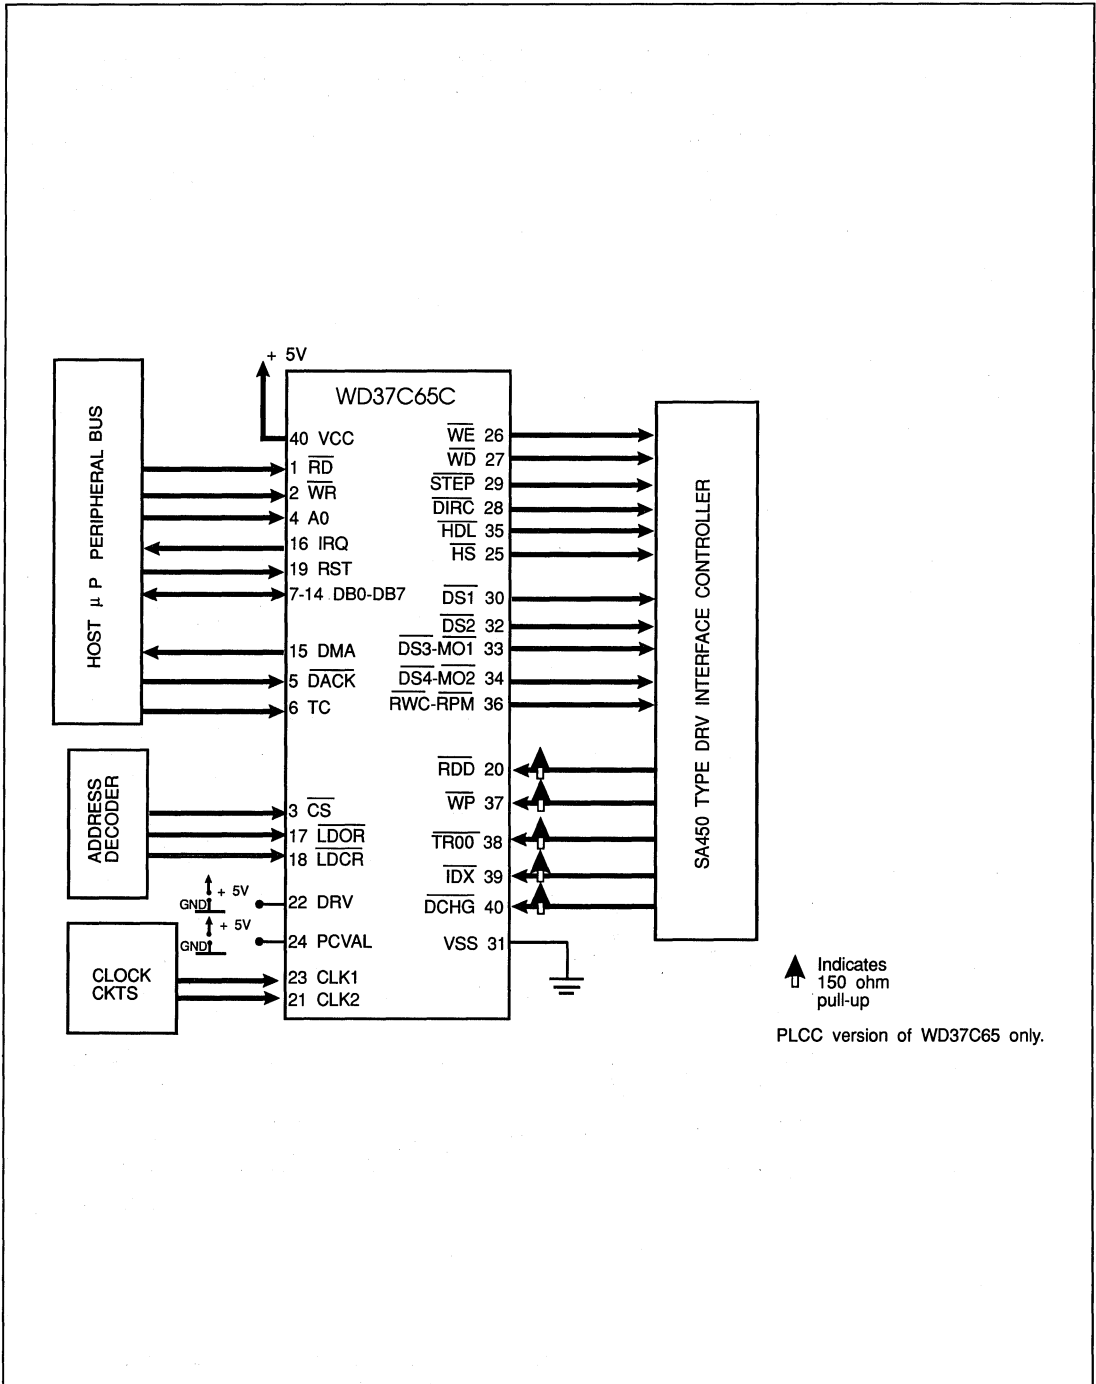 + 5V
WD37C65C
HOST µ P PERIPHERAL BUS
40 VCC
1 RD
2 WR
4 A0
16 IRQ
19 RST
7-14 DB0-DB7
15 DMA
5 DACK
6 TC
ADDRESS
DECODER
3 CS
17 LDOR
18 LDCR
+ 5V
GND
22 DRV
+ 5V
GND
24 PCVAL
CLOCK
CKTS
23 CLK1
21 CLK2
WE 26
WD 27
STEP 29
DIRC 28
HDL 35
HS 25
DS1 30
DS2 32
DS3-MO1 33
DS4-MO2 34
RWC-RPM 36
RDD 20
WP 37
TR00 38
IDX 39
DCHG 40
VSS 31
SA450 TYPE DRV INTERFACE CONTROLLER
Indicates
150 ohm
pull-up
PLCC version of WD37C65 only.